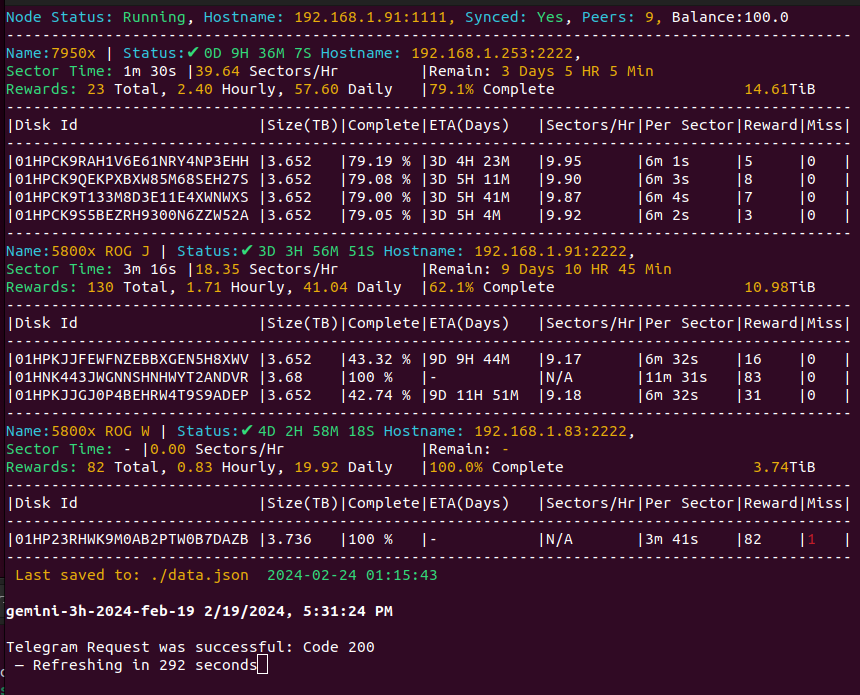 Node Status: Running, Hostname: 192.168.1.91:1111, Synced: Yes, Peers: 9, Balance:100.0
-----------------------------------------------------------------------------------------------
Name:7950x | Status:✔ 0D 9H 36M 7S Hostname: 192.168.1.253:2222,
Sector Time: 1m 30s |39.64 Sectors/Hr |Remain: 3 Days 5 HR 5 Min
Rewards: 23 Total, 2.40 Hourly, 57.60 Daily |79.1% Complete 14.61TiB
-----------------------------------------------------------------------------------------------
|Disk Id |Size(TB)|Complete|ETA(Days) |Sectors/Hr|Per Sector|Reward|Miss|
-----------------------------------------------------------------------------------------------
|01HPCK9RAH1V6E61NRY4NP3EHH |3.652 |79.19 % |3D 4H 23M |9.95 |6m 1s |5 |0 |
|01HPCK9QEKPXBXW85M68SEH27S |3.652 |79.08 % |3D 5H 11M |9.90 |6m 3s |8 |0 |
|01HPCK9T133M8D3E11E4XWNWXS |3.652 |79.00 % |3D 5H 41M |9.87 |6m 4s |7 |0 |
|01HPCK9S5BEZRH9300N6ZZW52A |3.652 |79.05 % |3D 5H 4M |9.92 |6m 2s |3 |0 |
-----------------------------------------------------------------------------------------------
Name:5800x ROG J | Status:✔ 3D 3H 56M 51S Hostname: 192.168.1.91:2222,
Sector Time: 3m 16s |18.35 Sectors/Hr |Remain: 9 Days 10 HR 45 Min
Rewards: 130 Total, 1.71 Hourly, 41.04 Daily |62.1% Complete 10.98TiB
-----------------------------------------------------------------------------------------------
|Disk Id |Size(TB)|Complete|ETA(Days) |Sectors/Hr|Per Sector|Reward|Miss|
-----------------------------------------------------------------------------------------------
|01HPKJJFEWFNZEBBXGEN5H8XWV |3.652 |43.32 % |9D 9H 44M |9.17 |6m 32s |16 |0 |
|01HNK443JWGNNSHNHWYT2ANDVR |3.68 |100 % |- |N/A |11m 31s |83 |0 |
|01HPKJJGJ0P4BEHRW4T9S9ADEP |3.652 |42.74 % |9D 11H 51M |9.18 |6m 32s |31 |0 |
-----------------------------------------------------------------------------------------------
Name:5800x ROG W | Status:✔ 4D 2H 58M 18S Hostname: 192.168.1.83:2222,
Sector Time: - |0.00 Sectors/Hr |Remain: -
Rewards: 82 Total, 0.83 Hourly, 19.92 Daily |100.0% Complete 3.74TiB
-----------------------------------------------------------------------------------------------
|Disk Id |Size(TB)|Complete|ETA(Days) |Sectors/Hr|Per Sector|Reward|Miss|
-----------------------------------------------------------------------------------------------
|01HP23RHWK9M0AB2PTW0B7DAZB |3.736 |100 % |- |N/A |3m 41s |82 |1 |
-----------------------------------------------------------------------------------------------
Last saved to: ./data.json 2024-02-24 01:15:43
gemini-3h-2024-feb-19 2/19/2024, 5:31:24 PM
Telegram Request was successful: Code 200
— Refreshing in 292 seconds